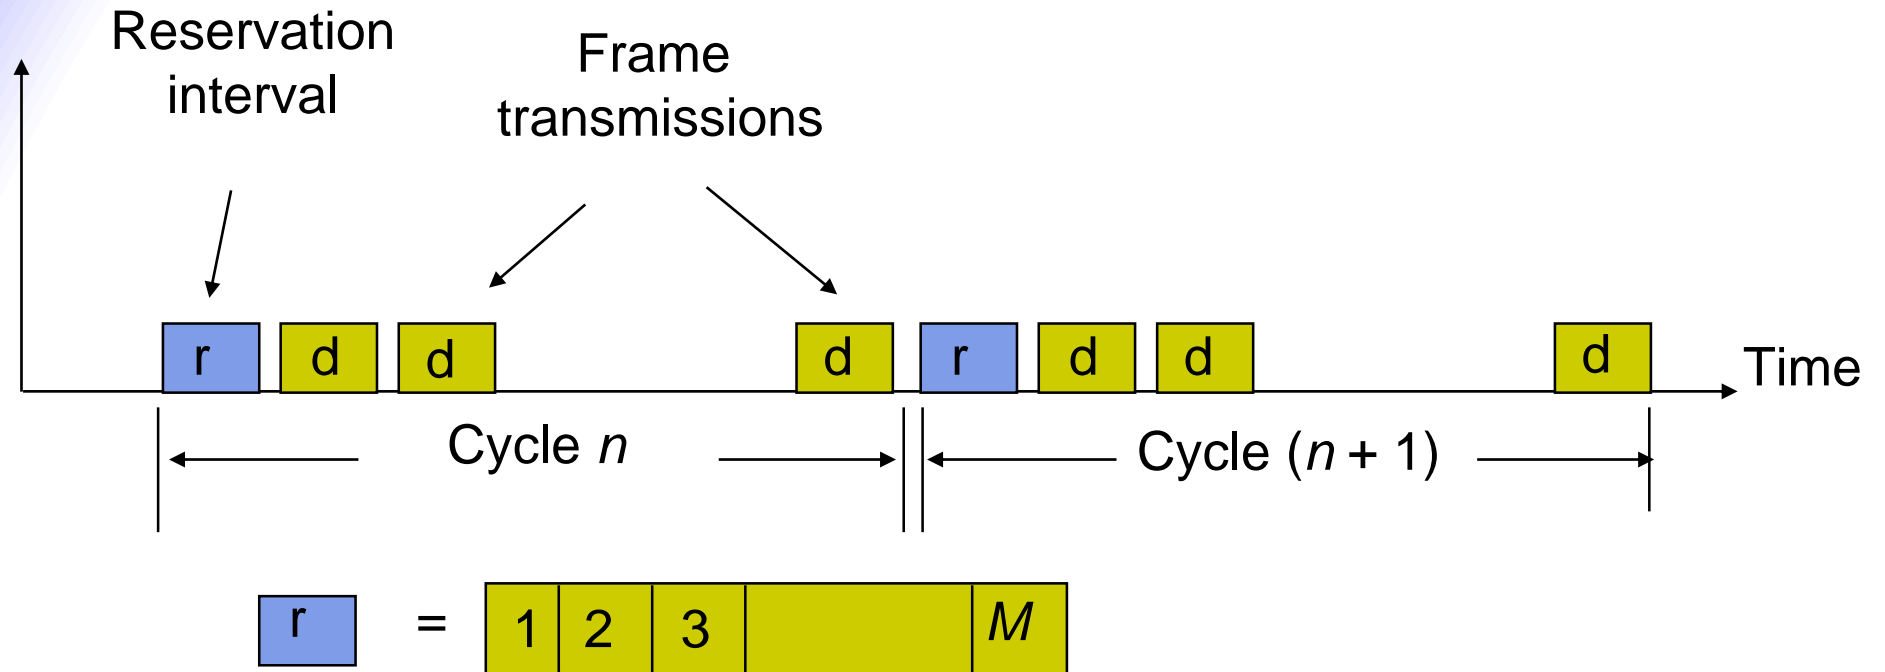 Reservation
interval
Frame
transmissions
r d d d r d d d
Time
Cycle n
Cycle (n + 1)
r = 1 2 3 M